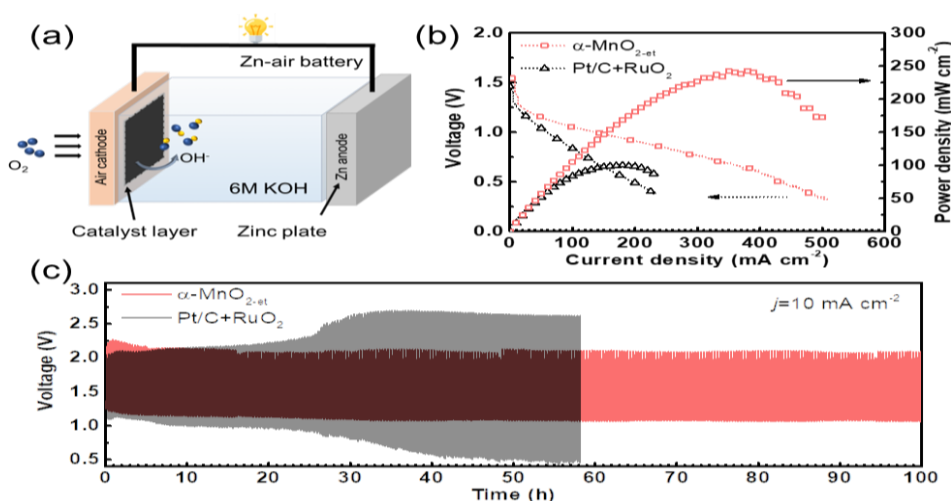 (a)
Zn-air battery
O₂
Air cathode
OH⁻
6M KOH
Zn anode
Catalyst layer
Zinc plate
(b)
α-MnO₂₋ₑₜ
Pt/C+RuO₂
Voltage (V)
2.0
1.5
1.0
0.5
0.0
0 100 200 300 400 500 600
Current density (mA cm⁻²)
300
250
200
150
100
50
0
Power density (mW cm⁻²)
(c)
α-MnO₂₋ₑₜ
Pt/C+RuO₂
j=10 mA cm⁻²
Voltage (V)
3.0
2.5
2.0
1.5
1.0
0.5
0 10 20 30 40 50 60 70 80 90 100
Time (h)